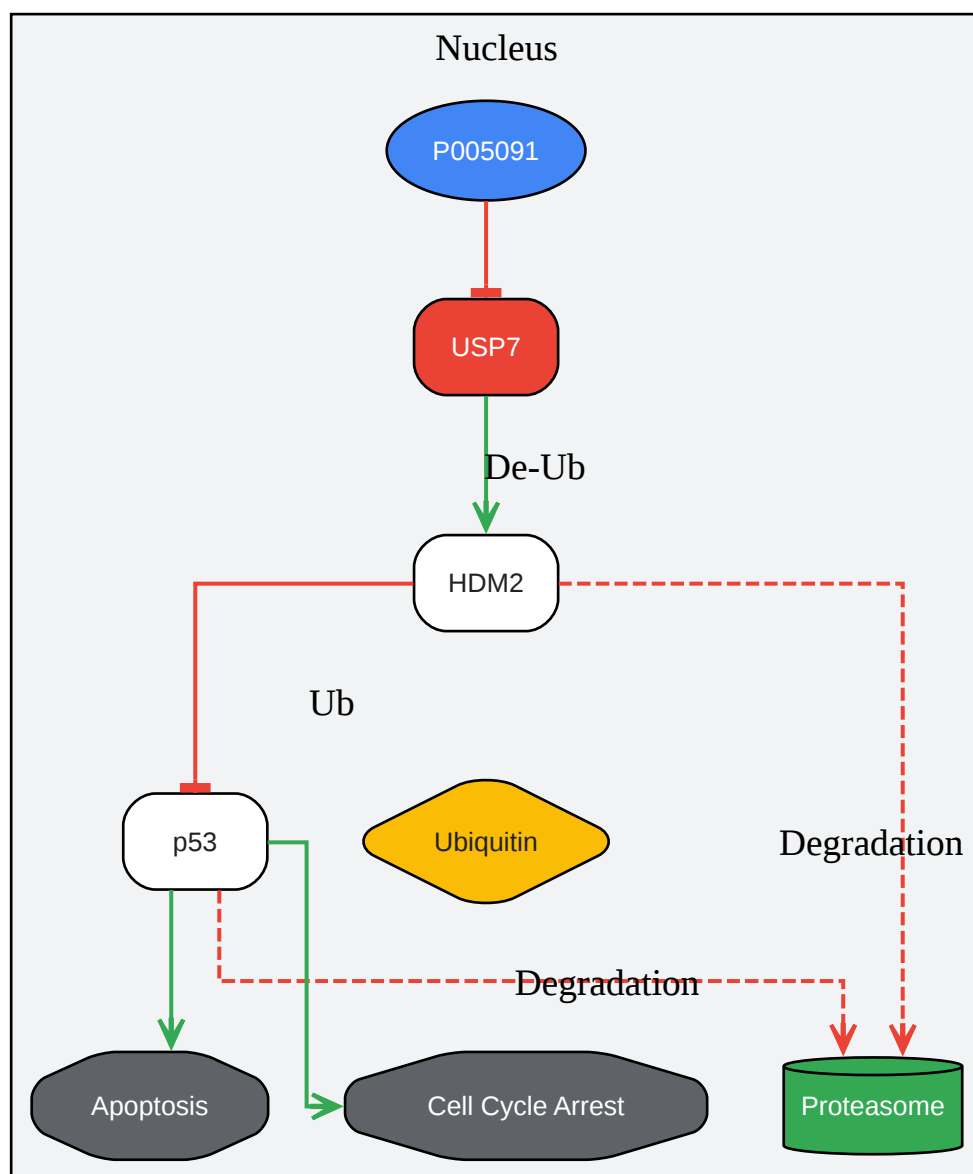 Nucleus
P005091
USP7
De-Ub
HDM2
Ub
p53
Ubiquitin
Degradation
Degradation
Apoptosis
Cell Cycle Arrest
Proteasome